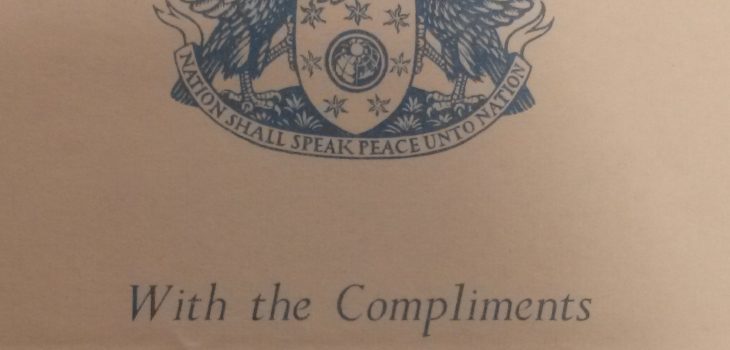 NATION SHALL SPEAK PEACE UNTO NATION
With the Compliments